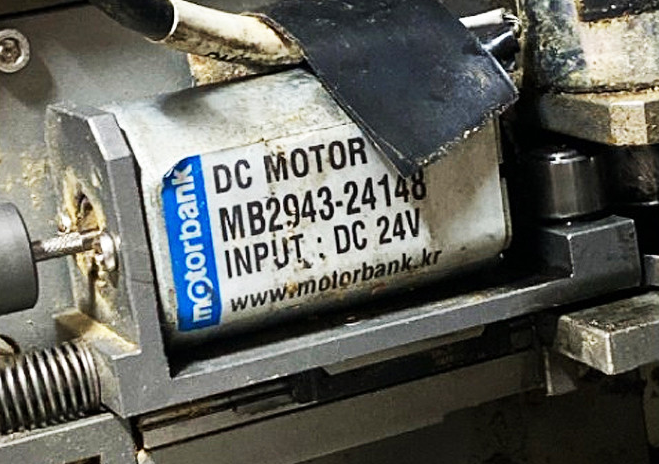 motorbank
DC MOTOR
MB2943-24148
INPUT : DC 24V
www.motorbank.kr